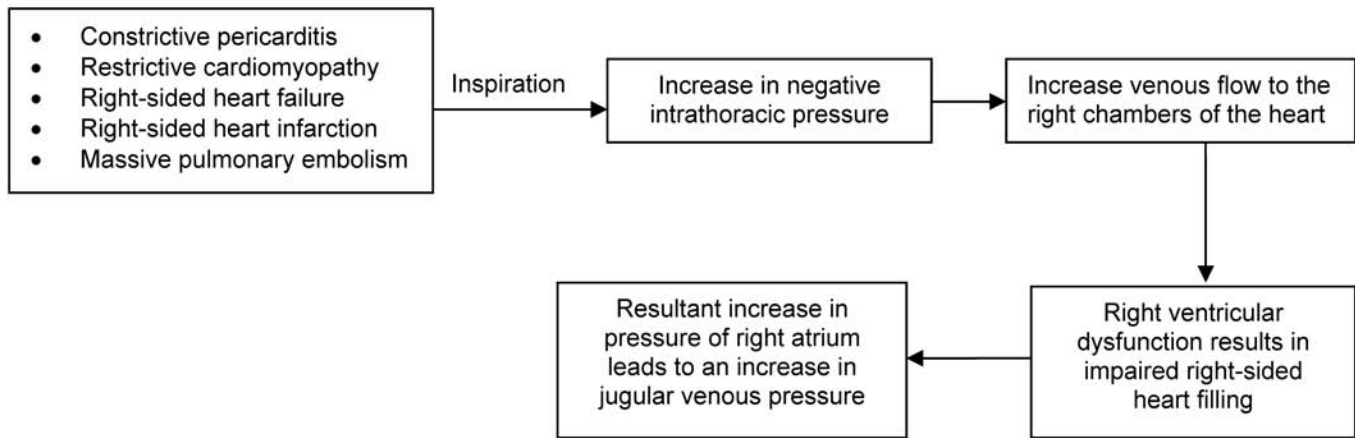 • Constrictive pericarditis
• Restrictive cardiomyopathy
• Right-sided heart failure
• Right-sided heart infarction
• Massive pulmonary embolism
Inspiration
Increase in negative
intrathoracic pressure
Increase venous flow to the
right chambers of the heart
Right ventricular
dysfunction results in
impaired right-sided
heart filling
Resultant increase in
pressure of right atrium
leads to an increase in
jugular venous pressure